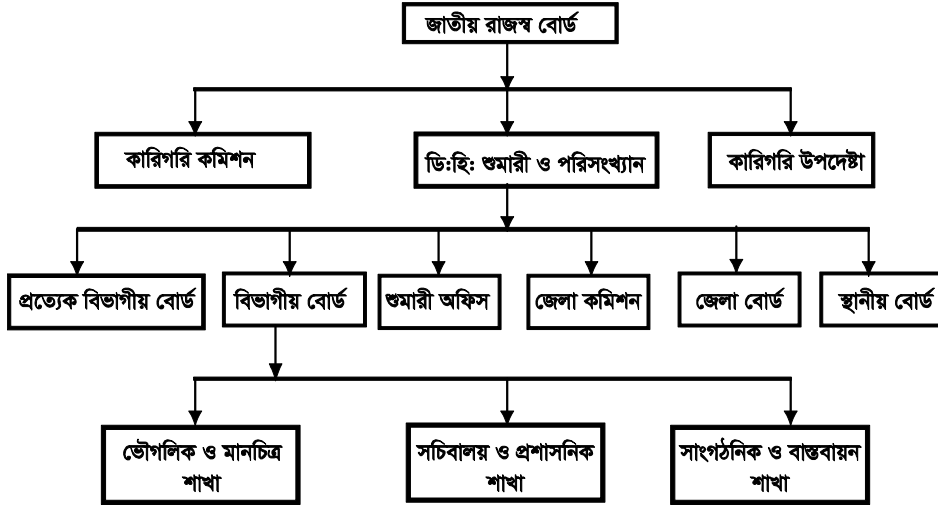 জাতীয় রাজস্ব বোর্ড
কারিগরি কমিশন
ডি:হি: শুমারী ও পরিসংখ্যান
কারিগরি উপদেষ্টা
প্রত্যেক বিভাগীয় বোর্ড
বিভাগীয় বোর্ড
শুমারী অফিস
জেলা কমিশন
জেলা বোর্ড
স্থানীয় বোর্ড
ভৌগলিক ও মানচিত্র
শাখা
সচিবালয় ও প্রশাসনিক
শাখা
সাংগঠনিক ও বাস্তবায়ন
শাখা